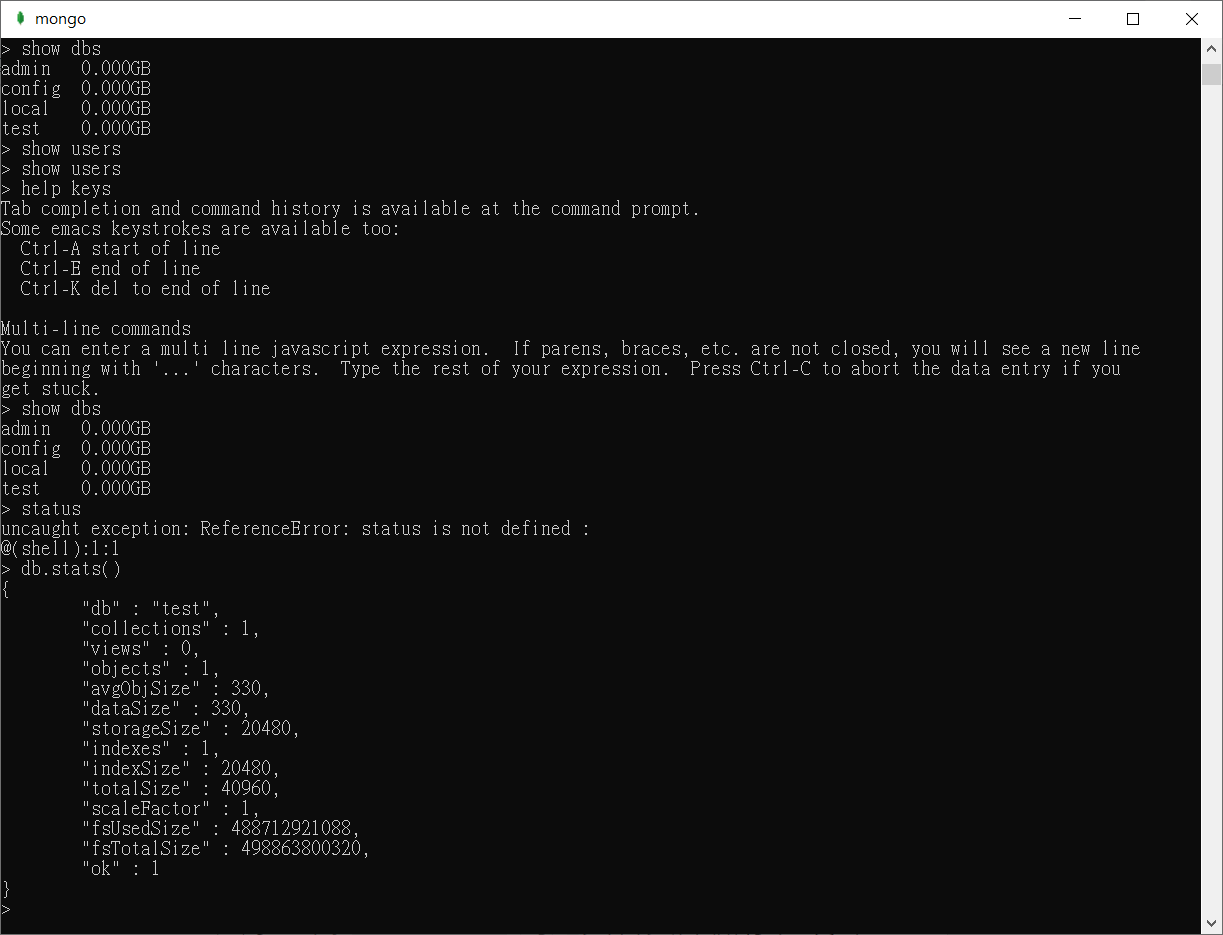 mongo
> show dbs
admin   0.000GB
config  0.000GB
local   0.000GB
test    0.000GB
> show users
> show users
> help keys
Tab completion and command history is available at the command prompt.
Some emacs keystrokes are available too:
  Ctrl-A start of line
  Ctrl-E end of line
  Ctrl-K del to end of line

Multi-line commands
You can enter a multi line javascript expression.  If parens, braces, etc. are not closed, you will see a new line
beginning with '...' characters.  Type the rest of your expression.  Press Ctrl-C to abort the data entry if you
get stuck.
> show dbs
admin   0.000GB
config  0.000GB
local   0.000GB
test    0.000GB
> status
uncaught exception: ReferenceError: status is not defined :
@(shell):1:1
> db.stats()
{
        "db" : "test",
        "collections" : 1,
        "views" : 0,
        "objects" : 1,
        "avgObjSize" : 330,
        "dataSize" : 330,
        "storageSize" : 20480,
        "indexes" : 1,
        "indexSize" : 20480,
        "totalSize" : 40960,
        "scaleFactor" : 1,
        "fsUsedSize" : 488712921088,
        "fsTotalSize" : 498863800320,
        "ok" : 1
}
>